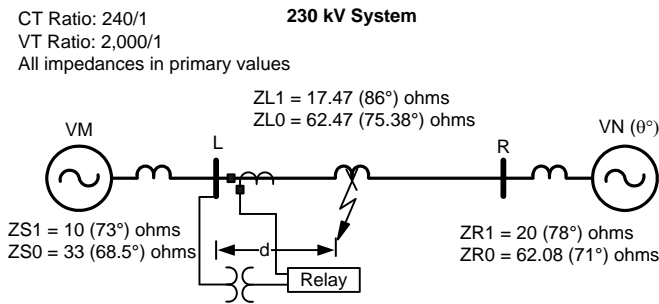 CT Ratio: 240/1
230 kV System
VT Ratio: 2,000/1
All impedances in primary values
ZL1 = 17.47 (86°) ohms
ZL0 = 62.47 (75.38°) ohms
VM
L
R
VN (θ°)
ZS1 = 10 (73°) ohms
ZS0 = 33 (68.5°) ohms
d
ZR1 = 20 (78°) ohms
ZR0 = 62.08 (71°) ohms
Relay